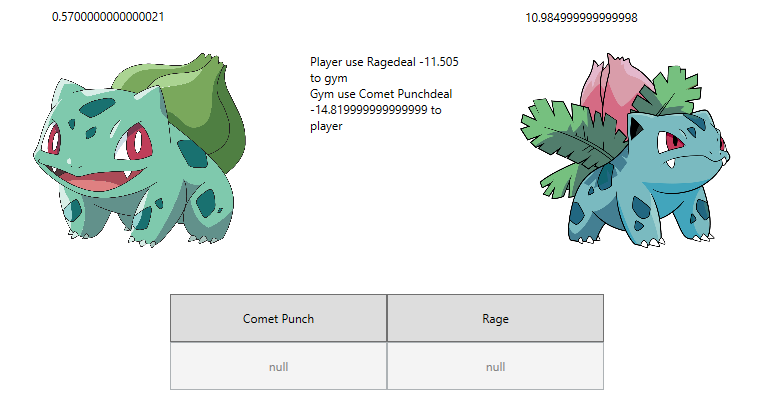 0.5700000000000021
10.984999999999998
Player use Ragedeal -11.505
to gym
Gym use Comet Punchdeal
-14.819999999999999 to
player
Comet Punch
Rage
null
null